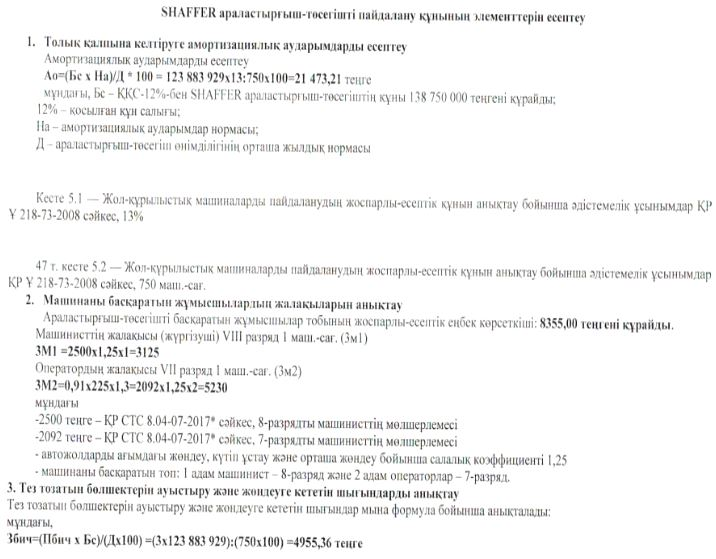 SHAFFER араластырғыш-төсегішті пайдалану құнының элементтерін есептеу
1. Толық қалпына келтіруге амортизациялық аударымдарды есептеу
Амортизациялық аударымдарды есептеу
Ао=(Бс х На)/Д * 100 = 123 883 929х13:750х100=21 473,21 теңге
мұндағы, Бс – ҚҚС-12%-бен SHAFFER араластырғыш-төсегіштің құны 138 750 000 теңгені құрайды;
12% – қосылған құн салығы;
На – амортизациялық аударымдар нормасы;
Д – араластырғыш-төсегіш өнімділігінің орташа жылдық нормасы
Кесте 5.1 — Жол-құрылыстық машиналарды пайдаланудың жоспарлы-есептік құнын анықтау бойынша әдістемелік ұсынымдар ҚР
Ұ 218-73-2008 сәйкес, 13%
47 т. кесте 5.2 — Жол-құрылыстық машиналарды пайдаланудың жоспарлы-есептік құнын анықтау бойынша әдістемелік ұсынымдар
ҚР Ұ 218-73-2008 сәйкес, 750 маш.-сағ.
2. Машинаны басқаратын жұмысшылардың жалақыларын анықтау
Араластырғыш-төсегішті басқаратын жұмысшылар тобының жоспарлы-есептік еңбек көрсеткіші: 8355,00 теңгені құрайды.
Машинисттің жалақысы (жүргізуші) VIII разряд 1 маш.-сағ. (3м1)
3М1 =2500х1,25х1=3125
Оператордың жалақысы VII разряд 1 маш.-сағ. (3м2)
3М2=0,91х225х1,3=2092х1,25х2=5230
мұндағы
-2500 теңге – ҚР СТС 8.04-07-2017* сәйкес, 8-разрядты машинисттің мөлшерлемесі
-2092 теңге – ҚР СТС 8.04-07-2017* сәйкес, 7-разрядты машинисттің мөлшерлемесі
- автожолдарды ағымдағы жөндеу, күтіп ұстау және орташа жөндеу бойынша салалық коэффициенті 1,25
- машинаны басқаратын топ: 1 адам машинист – 8-разряд және 2 адам операторлар – 7-разряд.
3. Тез тозатын бөлшектерін ауыстыру және жөндеуге кететін шығындарды анықтау
Тез тозатын бөлшектерін ауыстыру және жөндеуге кететін шығындар мына формула бойынша анықталады:
мұндағы,
Збич=(Пбич х Бс)/(Дх100) =(3х123 883 929):(750х100) =4955,36 теңге